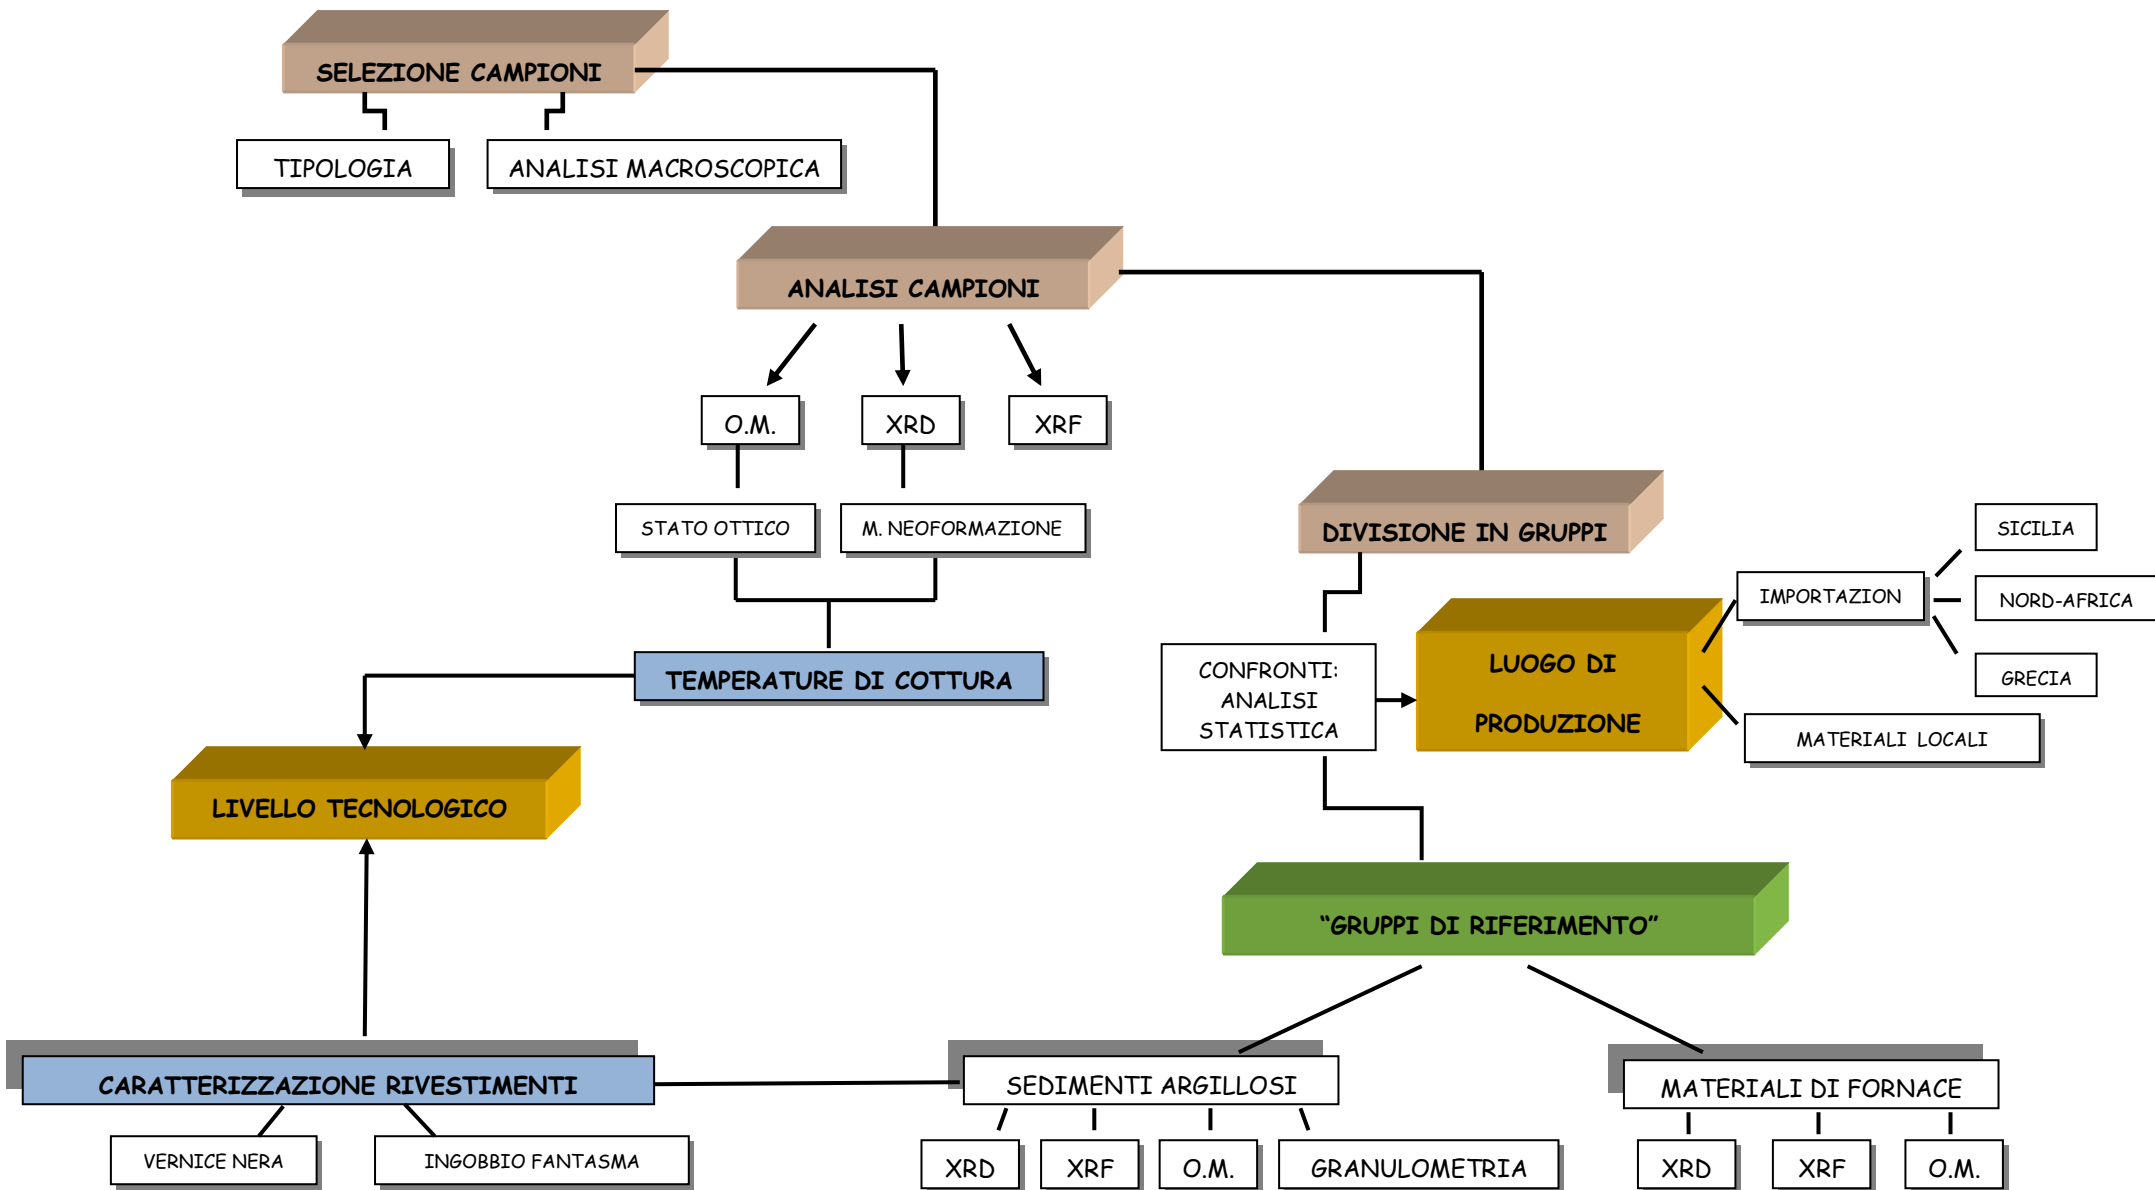 SELEZIONE CAMPIONI
TIPOLOGIA
ANALISI MACROSCOPICA
ANALISI CAMPIONI
O.M.
XRD
XRF
STATO OTTICO
M. NEOFORMAZIONE
DIVISIONE IN GRUPPI
SICILIA
IMPORTAZION
NORD-AFRICA
GRECIA
TEMPERATURE DI COTTURA
CONFRONTI:
ANALISI
STATISTICA
LUOGO DI
PRODUZIONE
MATERIALI LOCALI
LIVELLO TECNOLOGICO
“GRUPPI DI RIFERIMENTO”
CARATTERIZZAZIONE RIVESTIMENTI
SEDIMENTI ARGILLOSI
MATERIALI DI FORNACE
VERNICE NERA
INGOBBIO FANTASMA
XRD
XRF
O.M.
GRANULOMETRIA
XRD
XRF
O.M.